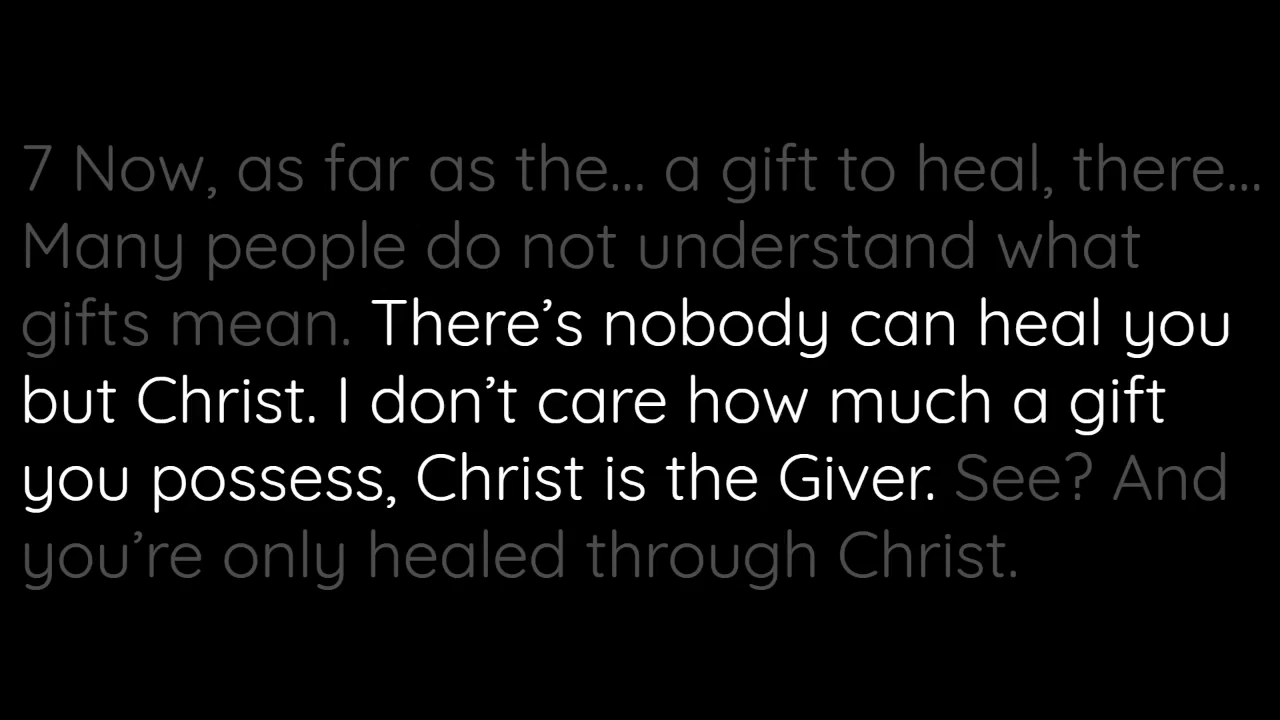 7 Now, as far as the... a gift to heal, there...
Many people do not understand what
gifts mean. There’s nobody can heal you
but Christ. I don’t care how much a gift
you possess, Christ is the Giver. See? And
you’re only healed through Christ.